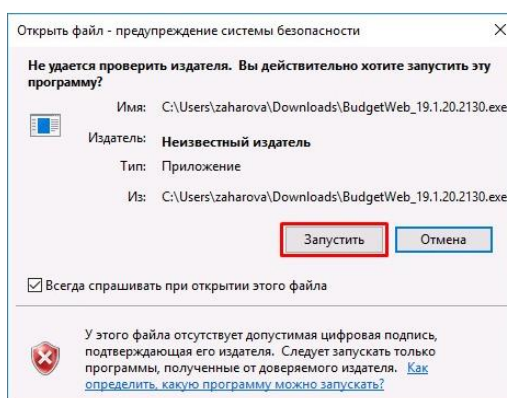 Открыть файл - предупреждение системы безопасности
Не удается проверить издателя. Вы действительно хотите запустить эту
программу?
Имя: C:\Users\zaharova\Downloads\BudgetWeb_19.1.20.2130.exe
Издатель: Неизвестный издатель
Тип: Приложение
Из: C:\Users\zaharova\Downloads\BudgetWeb_19.1.20.2130.exe
Запустить Отмена
Всегда спрашивать при открытии этого файла
У этого файла отсутствует допустимая цифровая подпись,
подтверждающая его издателя. Следует запускать только
программы, полученные от доверяемого издателя. Как
определить, какую программу можно запускать?